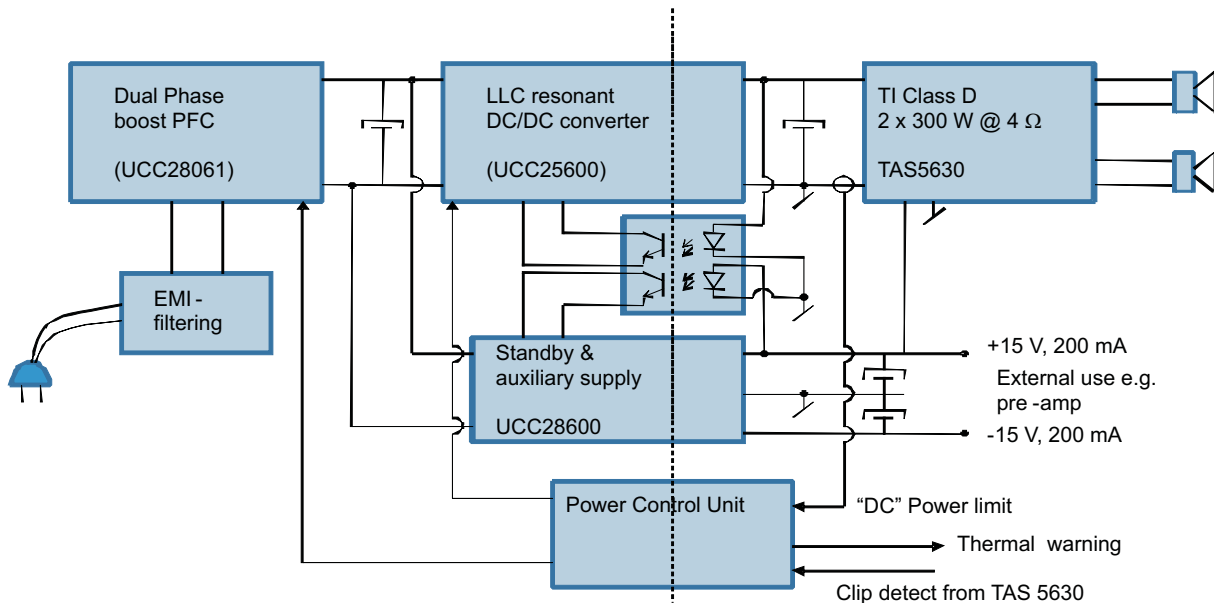 Dual Phase
boost PFC
(UCC28061)
LLC resonant
DC/DC converter
(UCC25600)
TI Class D
2 x 300 W @ 4 Ω
TAS5630
EMI -
filtering
Standby &
auxiliary supply
UCC28600
+15 V, 200 mA
External use e.g.
pre -amp
-15 V, 200 mA
Power Control Unit
“DC” Power limit
Thermal warning
Clip detect from TAS 5630